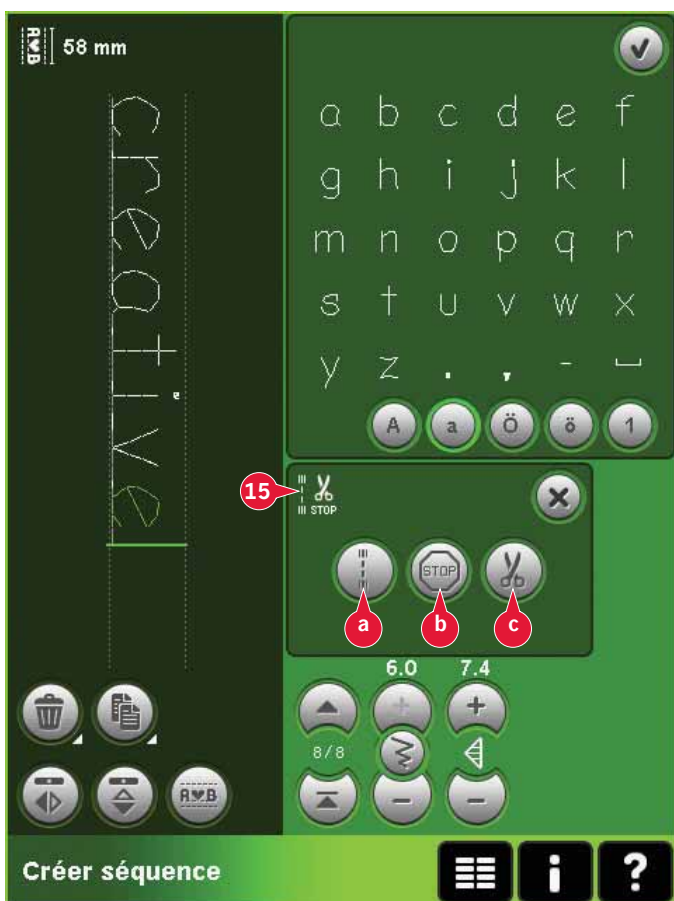 58 mm
creative
a b c d e f
g h i j k l
m n o p q r
s t u v w x
y z . , - ⎵
A a Ö ö 1
15
STOP
STOP
a b c
6.0 7.4
8/8
A♥B
Créer séquence
i ?